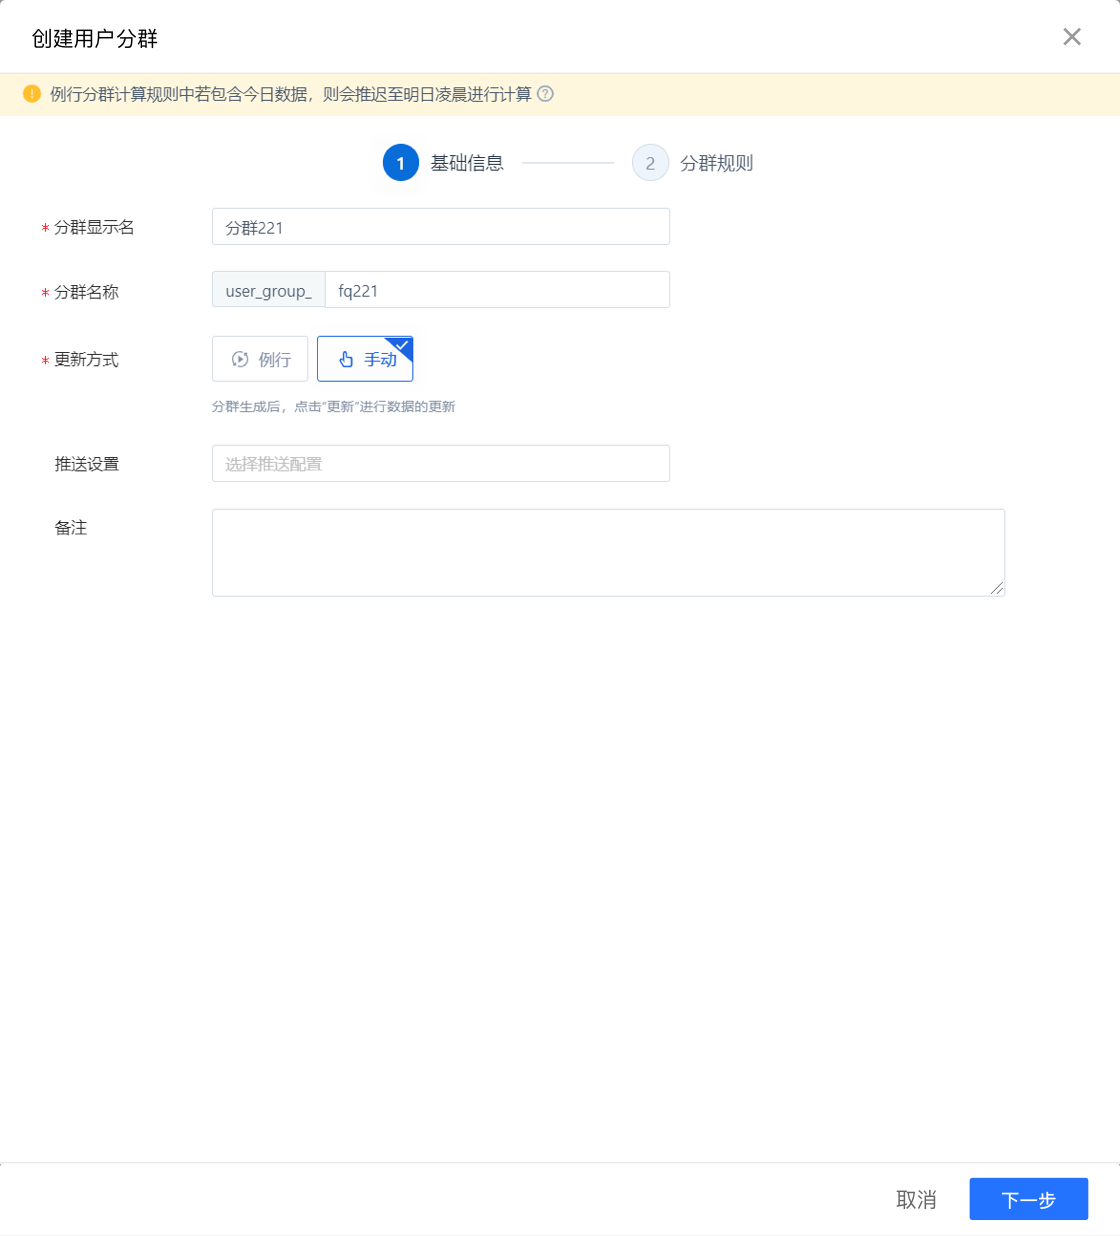 创建用户分群
例行分群计算规则中若包含今日数据，则会推迟至明日凌晨进行计算
1 基础信息 2 分群规则
* 分群显示名 分群221
* 分群名称 user_group_ fq221
* 更新方式 例行 手动
分群生成后，点击“更新”进行数据的更新
推送设置 选择推送配置
备注
取消 下一步